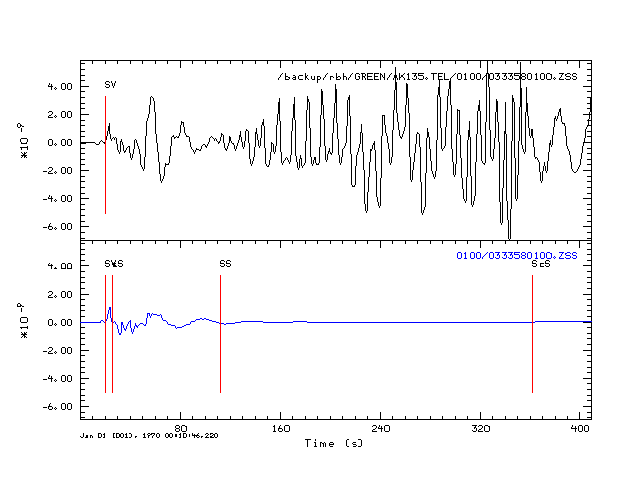 /backup/rbh/GREEN/AK135.TEL/0100/0333580100.ZSS
SV
4.00
2.00
0.00
-2.00
-4.00
-6.00
*10 -9
0100/0333580100.ZSS
SS
ScS
4.00
2.00
0.00
-2.00
-4.00
-6.00
*10 -9
80
160
240
320
400
Jan 01 (001), 1970 00:10:46.220
Time (s)